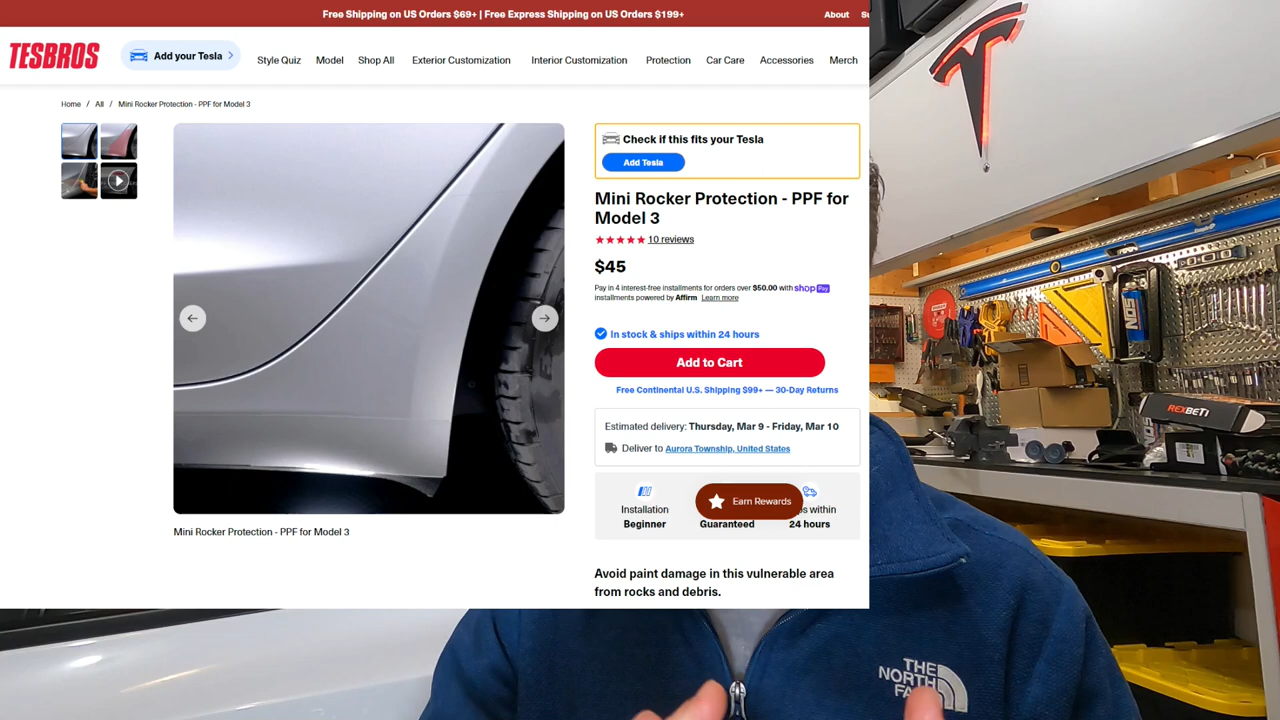 Free Shipping on US Orders $69+ | Free Express Shipping on US Orders $199+
About
TESBROS
Add your Tesla
Style Quiz
Model
Shop All
Exterior Customization
Interior Customization
Protection
Car Care
Accessories
Merch
Home / All / Mini Rocker Protection - PPF for Model 3
Check if this fits your Tesla
Add Tesla
Mini Rocker Protection - PPF for
Model 3
10 reviews
$45
Pay in 4 interest-free installments for orders over $50.00 with shop Pay
installments powered by Affirm Learn more
In stock & ships within 24 hours
Add to Cart
Free Continental U.S. Shipping $99+ — 30-Day Returns
Estimated delivery: Thursday, Mar 9 - Friday, Mar 10
Deliver to Aurora Township, United States
Installation
Beginner
Earn Rewards
Guaranteed
within
24 hours
Mini Rocker Protection - PPF for Model 3
Avoid paint damage in this vulnerable area
from rocks and debris.
NOS
REXBETI
THE
NORTH
FA